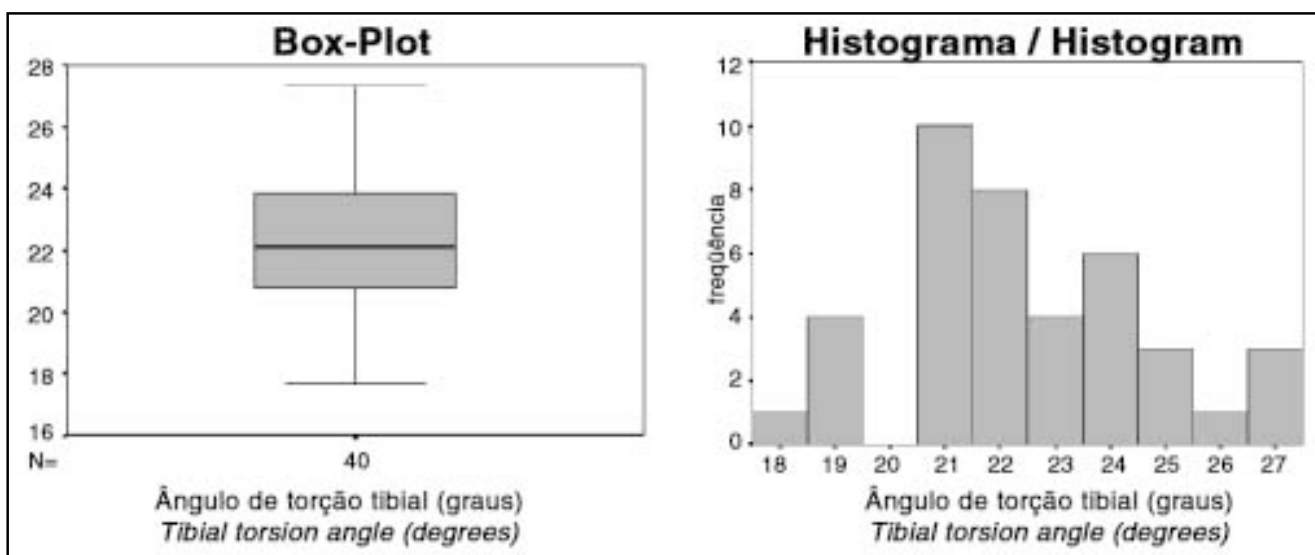 Box-Plot
28
26
24
22
20
18
16
N=
40
Ângulo de torção tibial (graus)
Tibial torsion angle (degrees)
Histograma / Histogram
12
10
8
6
4
2
0
freqüência
18 19 20 21 22 23 24 25 26 27
Ângulo de torção tibial (graus)
Tibial torsion angle (degrees)